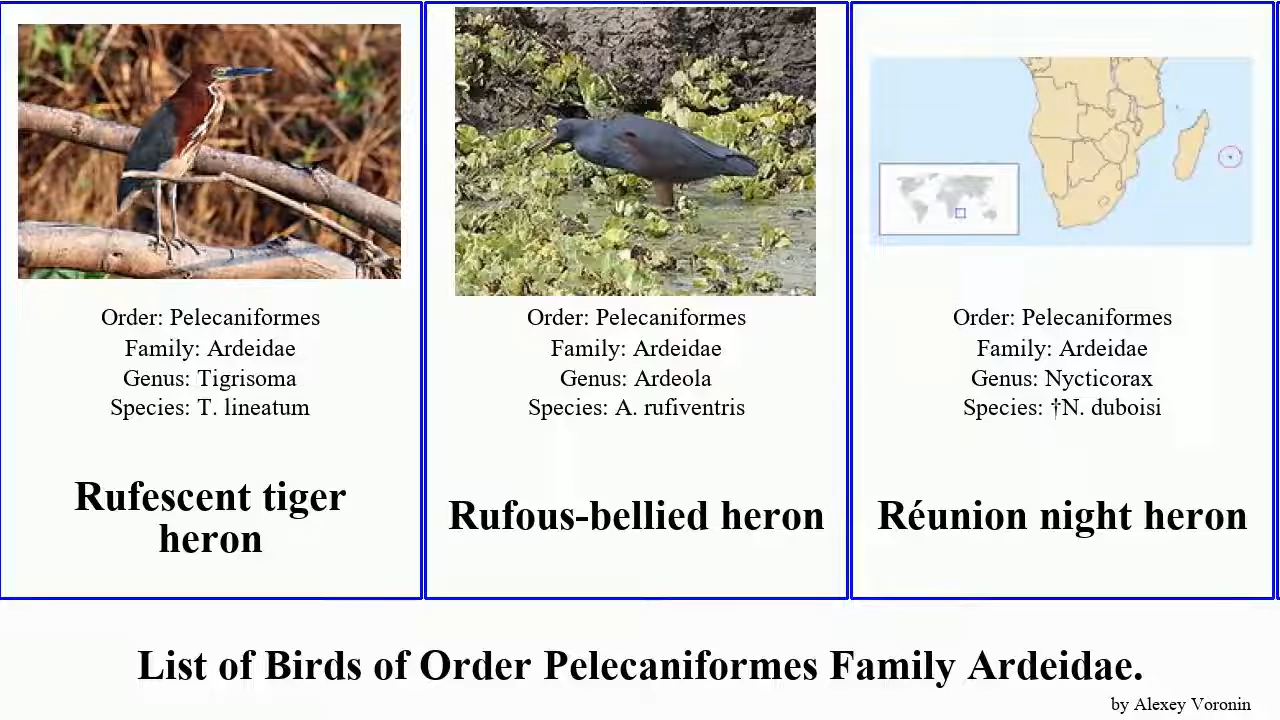 Order: Pelecaniformes
Family: Ardeidae
Genus: Tigrisoma
Species: T. lineatum
Rufescent tiger
heron
Order: Pelecaniformes
Family: Ardeidae
Genus: Ardeola
Species: A. rufiventris
Rufous-bellied heron
Order: Pelecaniformes
Family: Ardeidae
Genus: Nycticorax
Species: †N. duboisi
Réunion night heron
List of Birds of Order Pelecaniformes Family Ardeidae.
by Alexey Voronin